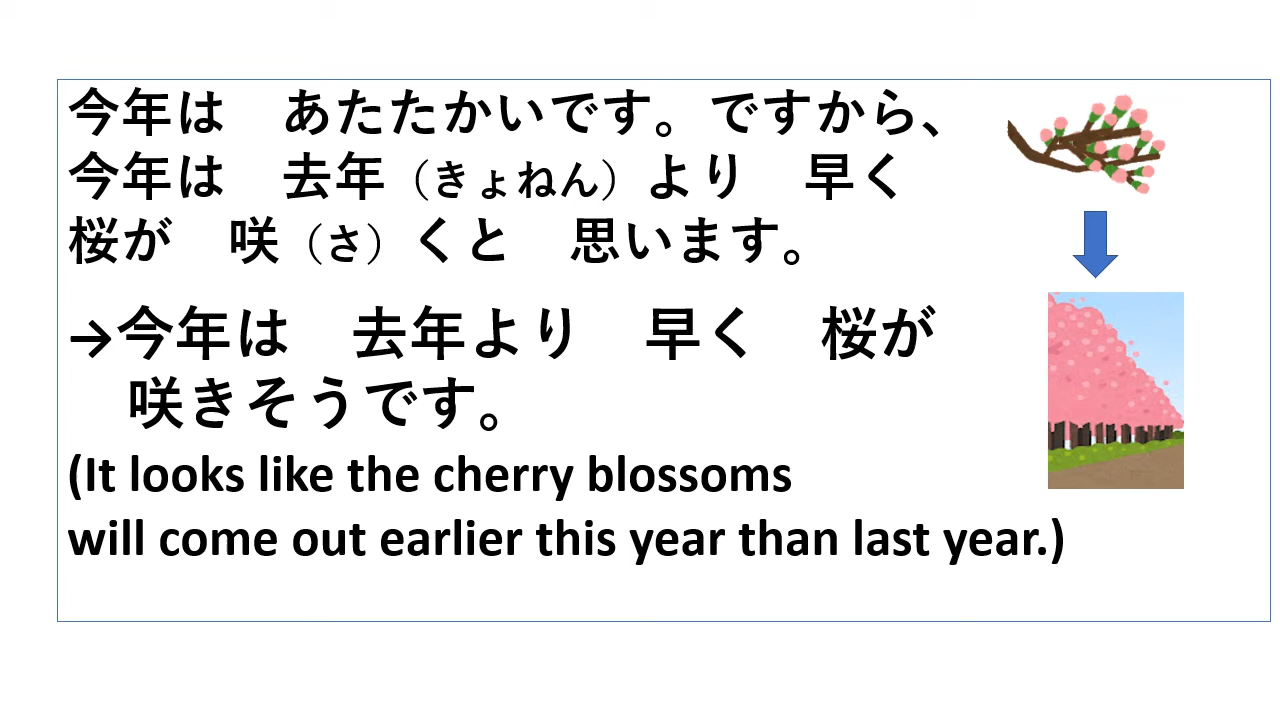 今年は　あたたかいです。ですから、
今年は　去年（きょねん）より　早く
桜が　咲（さ）くと　思います。
→今年は　去年より　早く　桜が
咲きそうです。
(It looks like the cherry blossoms
will come out earlier this year than last year.)